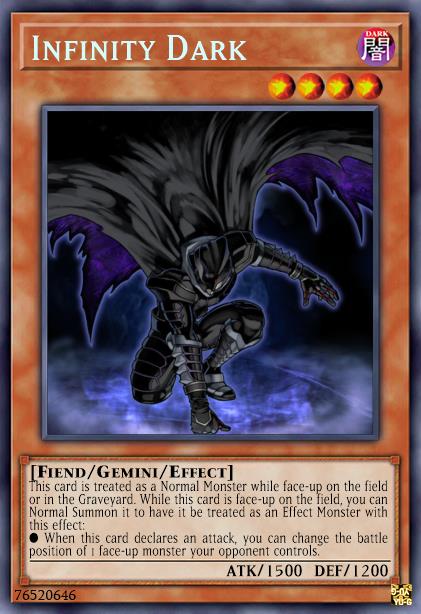 INFINITY DARK
DARK
闇
[FIEND/GEMINI/EFFECT]
This card is treated as a Normal Monster while face-up on the field
or in the Graveyard. While this card is face-up on the field, you can
Normal Summon it to have it be treated as an Effect Monster with
this effect:
● When this card declares an attack, you can change the battle
position of 1 face-up monster your opponent controls.
ATK/1500 DEF/1200
76520646